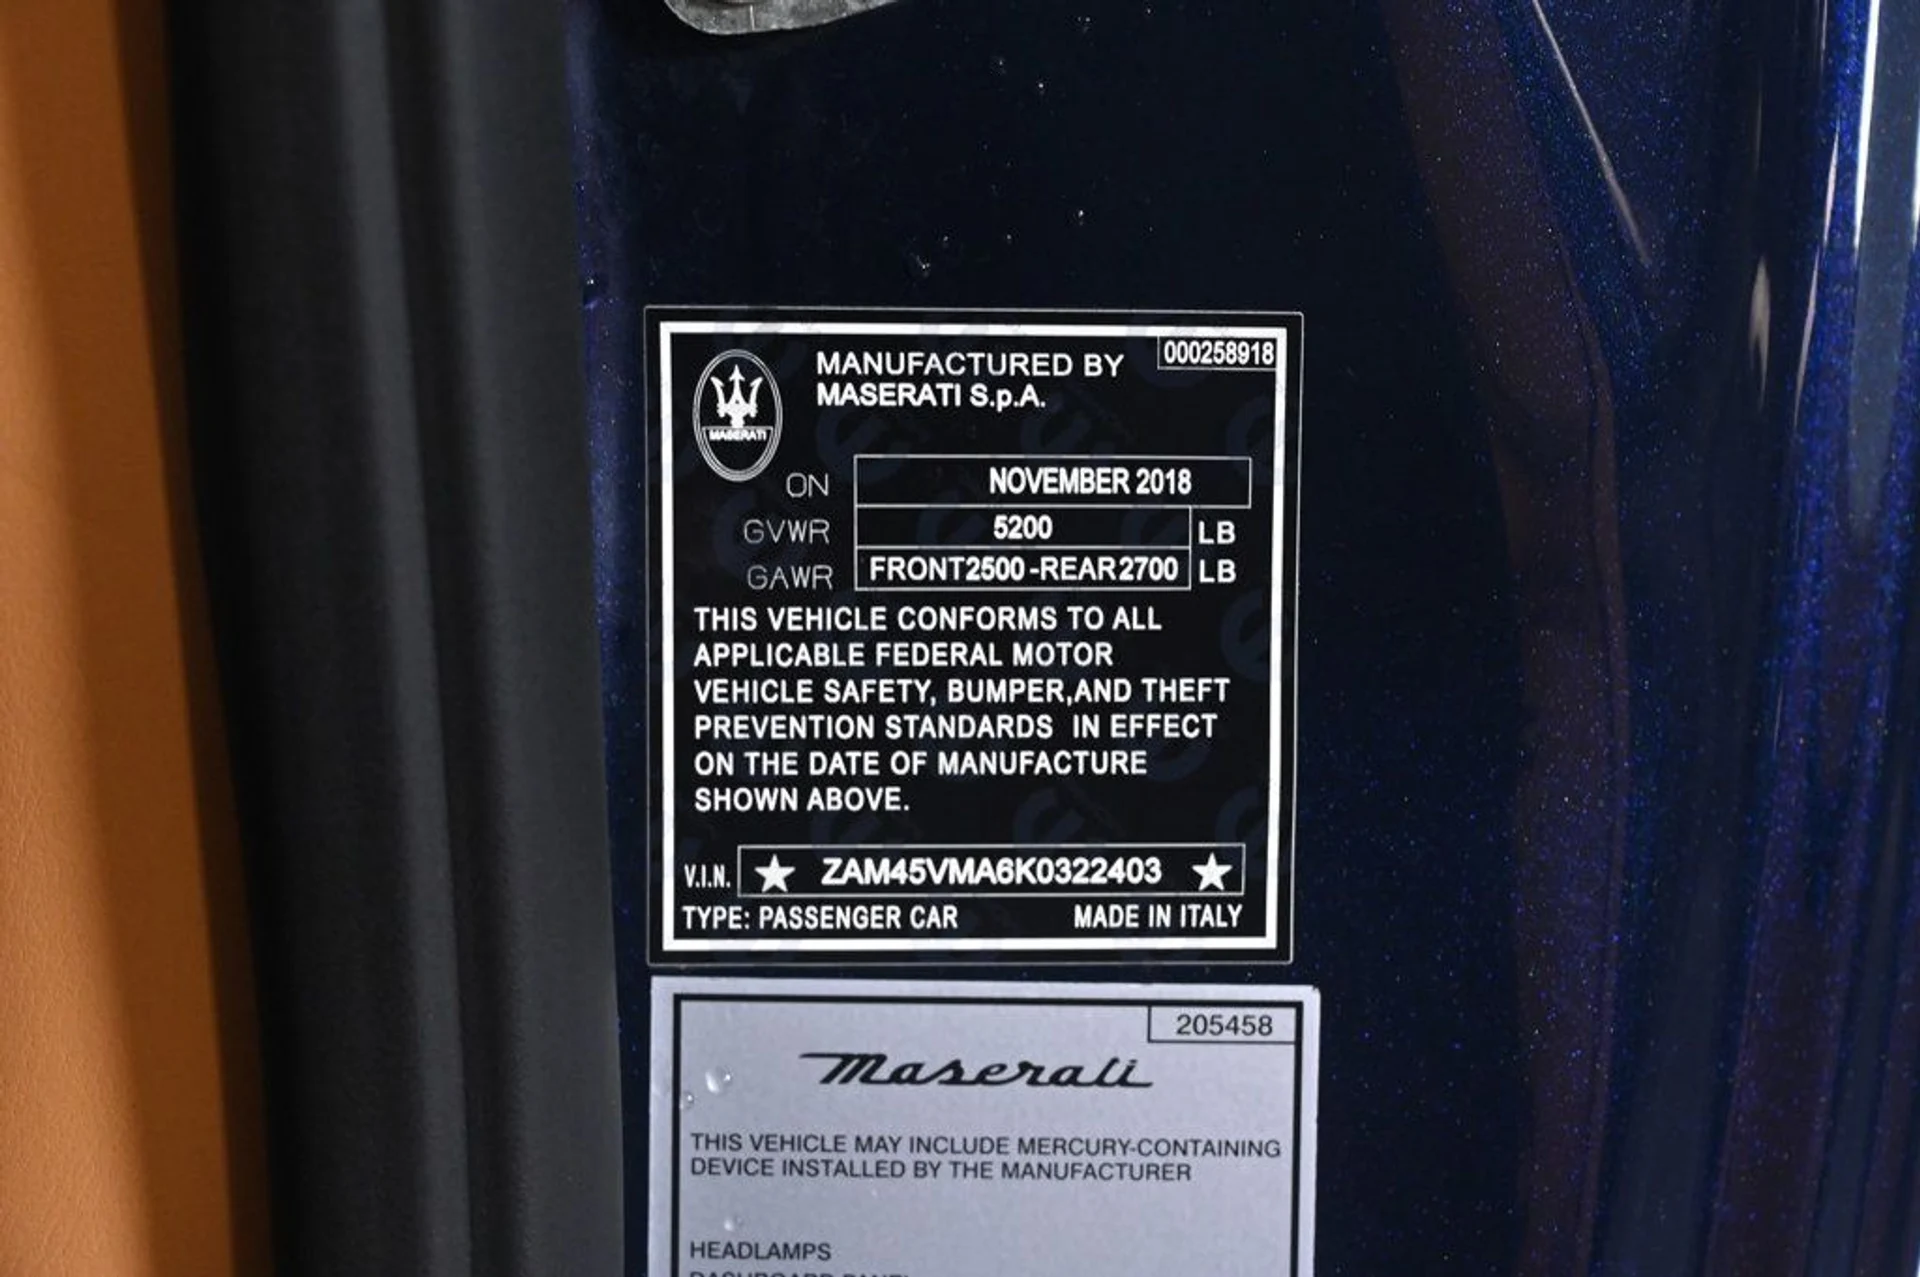 000258918
MANUFACTURED BY
MASERATI S.p.A.
MASERATI
ON NOVEMBER 2018
GVWR 5200 LB
GAWR FRONT2500-REAR2700 LB
THIS VEHICLE CONFORMS TO ALL
APPLICABLE FEDERAL MOTOR
VEHICLE SAFETY, BUMPER,AND THEFT
PREVENTION STANDARDS IN EFFECT
ON THE DATE OF MANUFACTURE
SHOWN ABOVE.
V.I.N. ★ ZAM45VMA6K0322403 ★
TYPE: PASSENGER CAR MADE IN ITALY
205458
Maserati
THIS VEHICLE MAY INCLUDE MERCURY-CONTAINING
DEVICE INSTALLED BY THE MANUFACTURER
HEADLAMPS